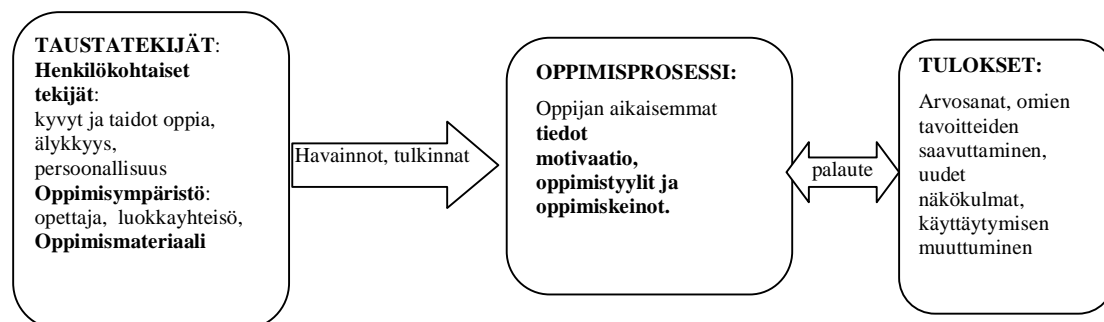 TAUSTATEKIJÄT:
Henkilökohtaiset
tekijät:
kyvyt ja taidot oppia,
älykkyys,
persoonallisuus
Oppimisympäristö:
opettaja, luokkayhteisö,
Oppimismateriaali
Havainnot, tulkinnat
OPPIMISPROSESSI:
Oppijan aikaisemmat
tiedot
motivaatio,
oppimistyylit ja
oppimiskeinot.
palaute
TULOKSET:
Arvosanat, omien
tavoitteiden
saavuttaminen,
uudet
näkökulmat,
käyttäytymisen
muuttuminen